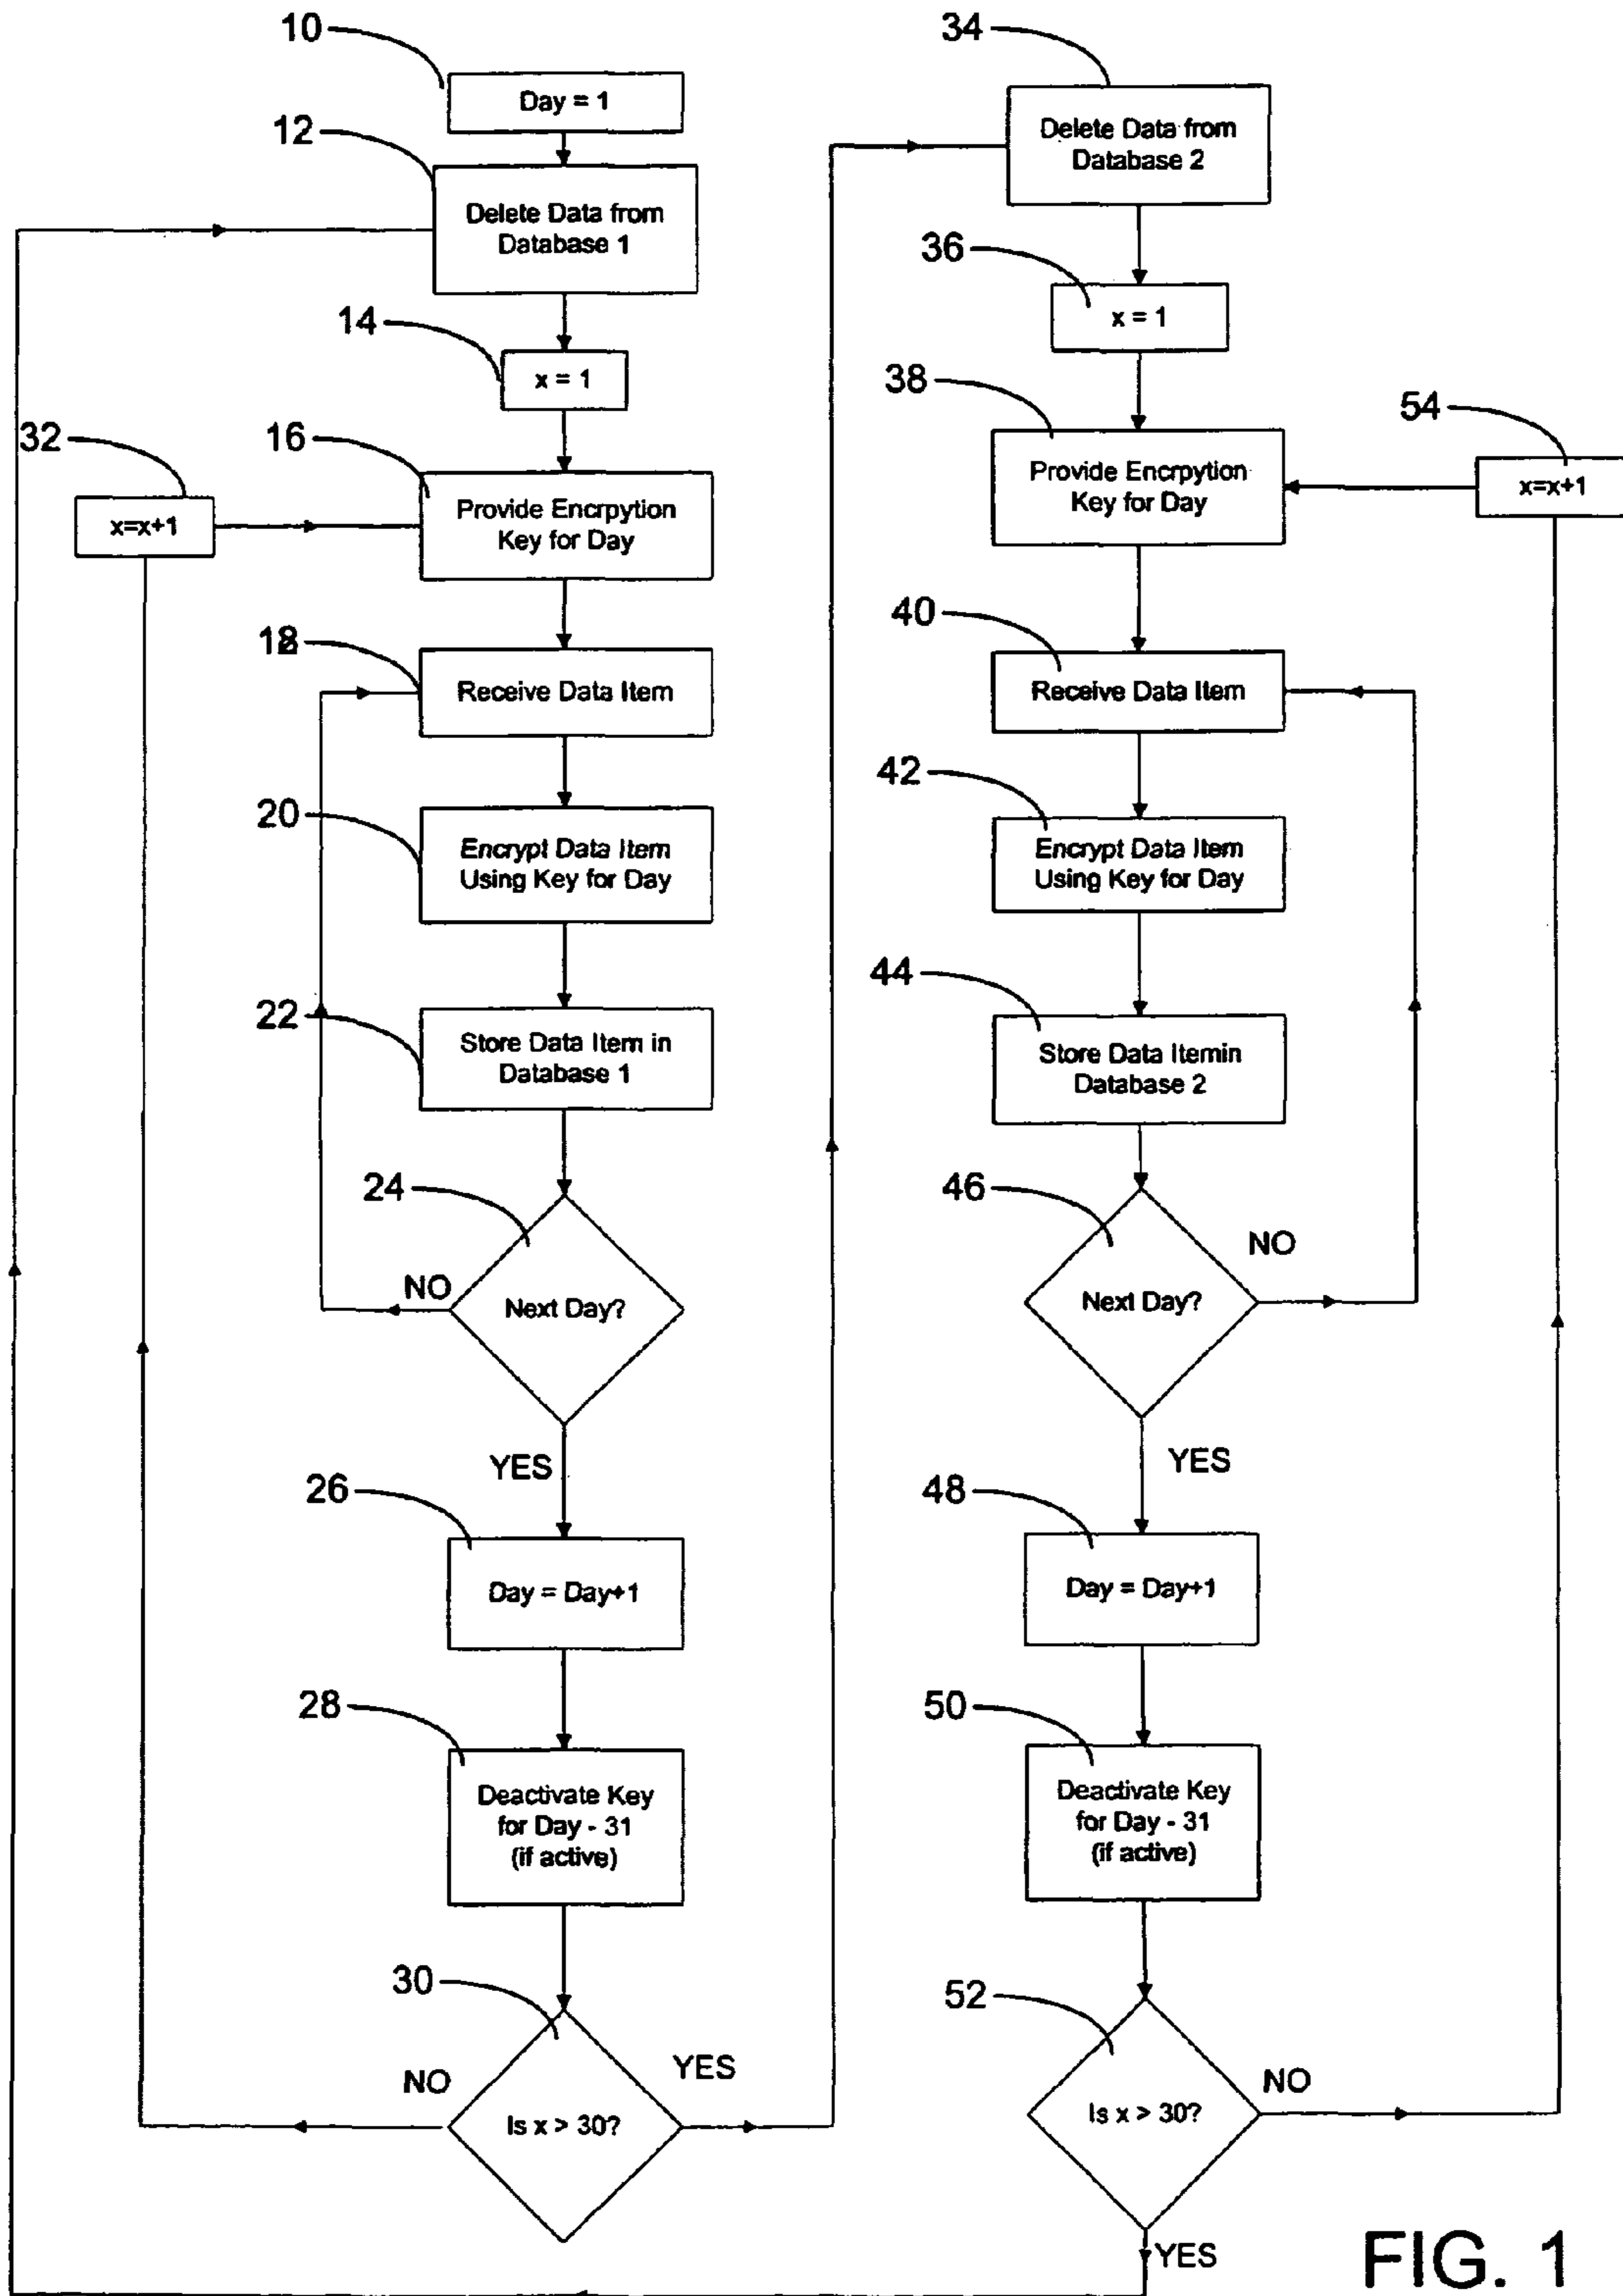 10
Day = 1
12
Delete Data from
Database 1
14
x = 1
32
x=x+1
16
Provide Encrpytion
Key for Day
18
Receive Data Item
20
Encrypt Data Item
Using Key for Day
22
Store Data Item in
Database 1
24
Next Day?
NO
YES
26
Day = Day+1
28
Deactivate Key
for Day - 31
(if active)
30
Is x > 30?
NO
YES
34
Delete Data from
Database 2
36
x = 1
38
Provide Encrpytion
Key for Day
54
x=x+1
40
Receive Data Item
42
Encrypt Data Item
Using Key for Day
44
Store Data Itemin
Database 2
46
Next Day?
NO
YES
48
Day = Day+1
50
Deactivate Key
for Day - 31
(if active)
52
Is x > 30?
NO
YES
FIG. 1